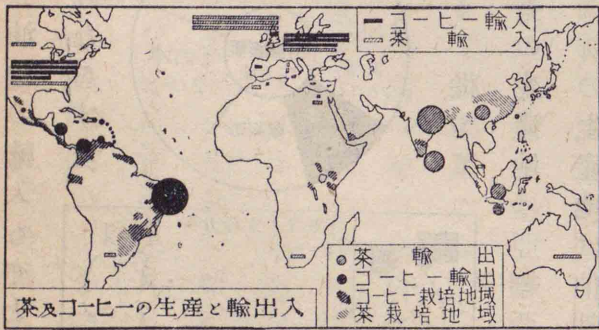 コーヒー輸入
茶輸入
茶輸出
コーヒー輸出
コーヒー栽培地域
茶栽培地域
茶及コーヒーの生産と輸出入